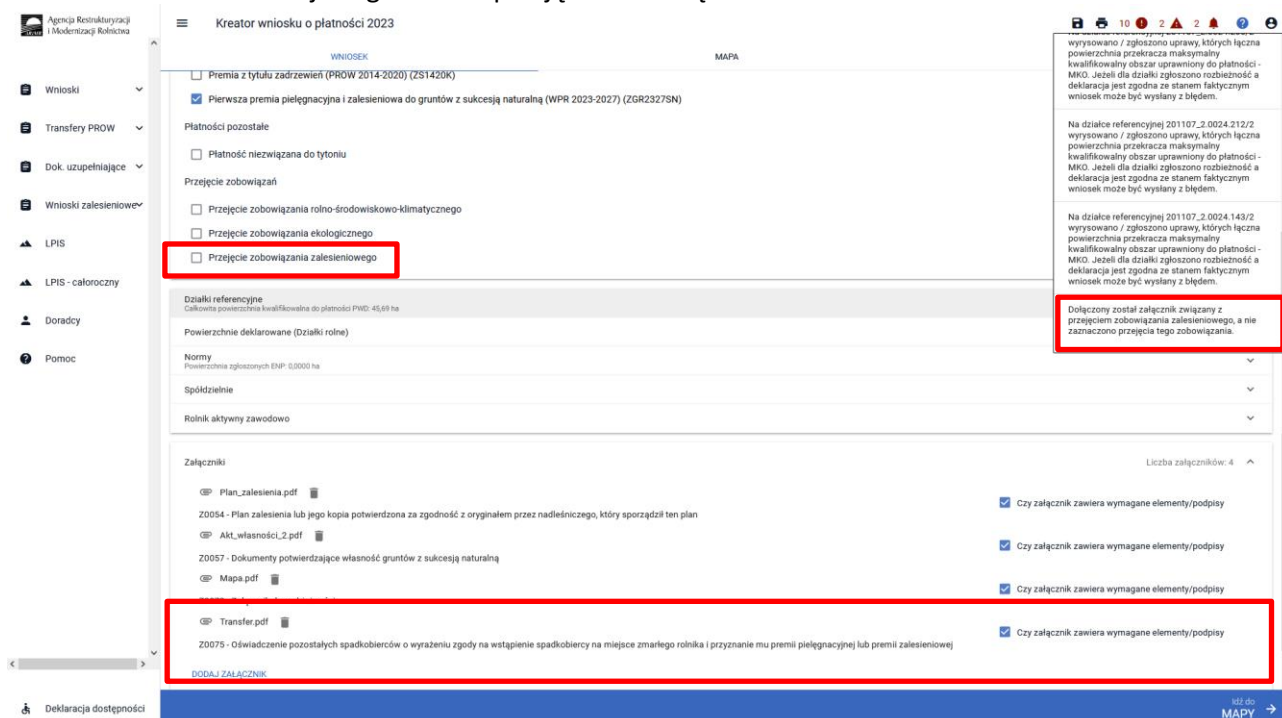 Agencja Restrukturyzacji
i Modernizacji Rolnictwa
Kreator wniosku o płatności 2023
10 2 2
WNIOSEK MAPA
Wnioski
Transfery PROW
Dok. uzupełniające
Wnioski zalesieniowe
LPIS
LPIS - całoroczny
Doradcy
Pomoc
Premia z tytułu zadrzewień (PROW 2014-2020) (ZS1420K)
Pierwsza premia pielęgnacyjna i zalesieniowa do gruntów z sukcesją naturalną (WPR 2023-2027) (ZGR2327SN)
Płatności pozostałe
Płatność niezwiązana do tytoniu
Przejęcie zobowiązań
Przejęcie zobowiązania rolno-środowiskowo-klimatycznego
Przejęcie zobowiązania ekologicznego
Przejęcie zobowiązania zalesieniowego
wyrysowano / zgłoszono uprawy, których łączna
powierzchnia przekracza maksymalny
kwalifikowalny obszar uprawniony do płatności -
MKO. Jeżeli dla działki zgłoszono rozbieżność a
deklaracja jest zgodna ze stanem faktycznym
wniosek może być wysłany z błędem.
Na działce referencyjnej 201107_2.0024.212/2
wyrysowano / zgłoszono uprawy, których łączna
powierzchnia przekracza maksymalny
kwalifikowalny obszar uprawniony do płatności -
MKO. Jeżeli dla działki zgłoszono rozbieżność a
deklaracja jest zgodna ze stanem faktycznym
wniosek może być wysłany z błędem.
Na działce referencyjnej 201107_2.0024.143/2
wyrysowano / zgłoszono uprawy, których łączna
powierzchnia przekracza maksymalny
kwalifikowalny obszar uprawniony do płatności -
MKO. Jeżeli dla działki zgłoszono rozbieżność a
deklaracja jest zgodna ze stanem faktycznym
wniosek może być wysłany z błędem.
Dołączony został załącznik związany z
przejęciem zobowiązania zalesieniowego, a nie
zaznaczono przejęcia tego zobowiązania.
Działki referencyjne
Całkowita powierzchnia kwalifikowalna do płatności PWD: 45,69 ha
Powierzchnie deklarowane (Działki rolne)
Normy
Powierzchnia zgłoszonych ENP: 0,0000 ha
Spółdzielnie
Rolnik aktywny zawodowo
Załączniki Liczba załączników: 4
Plan_zalesienia.pdf
Czy załącznik zawiera wymagane elementy/podpisy
Z0054 - Plan zalesienia lub jego kopia potwierdzona za zgodność z oryginałem przez nadleśniczego, który sporządził ten plan
Akt_własności_2.pdf
Czy załącznik zawiera wymagane elementy/podpisy
Z0057 - Dokumenty potwierdzające własność gruntów z sukcesją naturalną
Mapa.pdf
Czy załącznik zawiera wymagane elementy/podpisy
Transfer.pdf
Czy załącznik zawiera wymagane elementy/podpisy
Z0075 - Oświadczenie pozostałych spadkobierców o wyrażeniu zgody na wstąpienie spadkobiercy na miejsce zmarłego rolnika i przyznanie mu premii pielęgnacyjnej lub premii zalesieniowej
DODAJ ZAŁĄCZNIK
Deklaracja dostępności
Idź do
MAPY